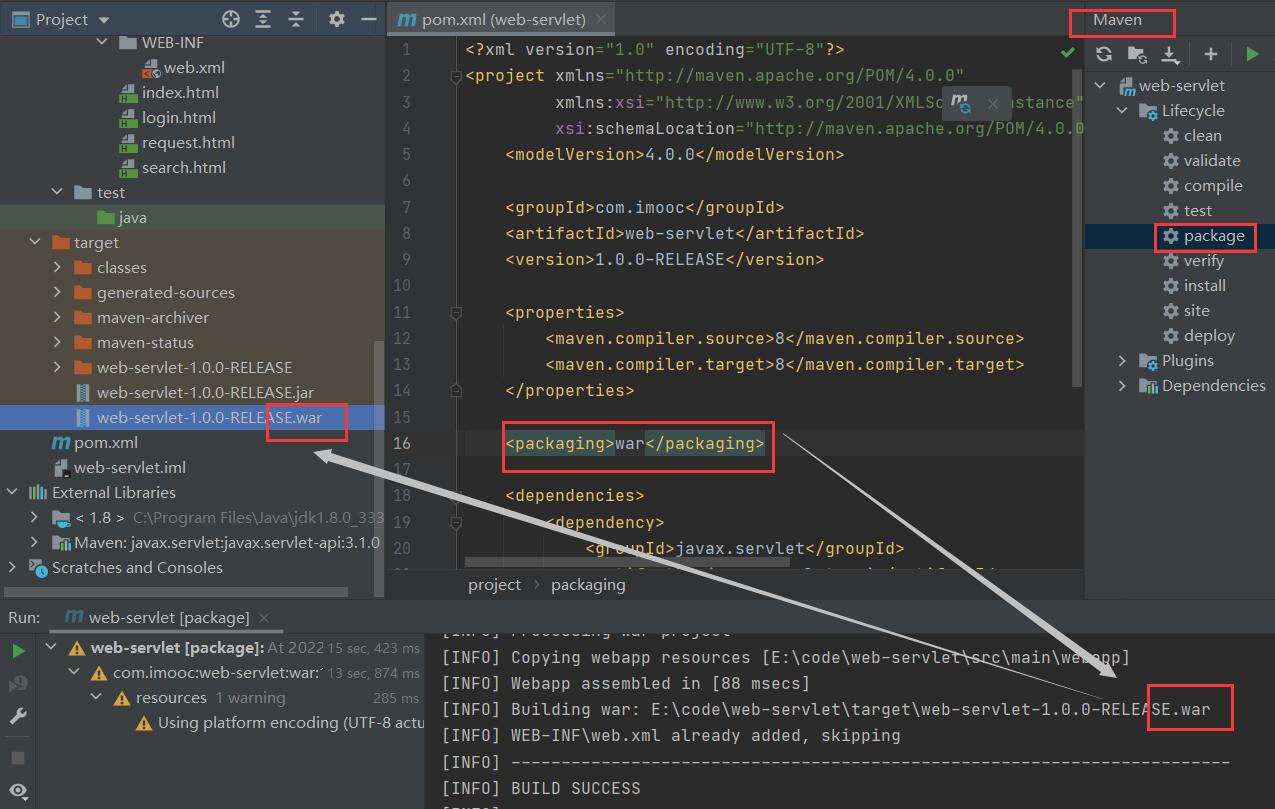 Project
WEB-INF
web.xml
index.html
login.html
request.html
search.html
test
java
target
classes
generated-sources
maven-archiver
maven-status
web-servlet-1.0.0-RELEASE
web-servlet-1.0.0-RELEASE.jar
web-servlet-1.0.0-RELEASE.war
pom.xml
web-servlet.iml
External Libraries
< 1.8 > C:\Program Files\Java\jdk1.8.0_333
Maven: javax.servlet:javax.servlet-api:3.1.0
Scratches and Consoles
pom.xml (web-servlet)
1 <?xml version="1.0" encoding="UTF-8"?>
2 <project xmlns="http://maven.apache.org/POM/4.0.0"
3 xmlns:xsi="http://www.w3.org/2001/XMLSc stance"
4 xsi:schemaLocation="http://maven.apache.org/POM/4.0.0
5 <modelVersion>4.0.0</modelVersion>
6
7 <groupId>com.imooc</groupId>
8 <artifactId>web-servlet</artifactId>
9 <version>1.0.0-RELEASE</version>
10
11 <properties>
12 <maven.compiler.source>8</maven.compiler.source>
13 <maven.compiler.target>8</maven.compiler.target>
14 </properties>
15
16 <packaging>war</packaging>
17
18 <dependencies>
19 <dependency>
20 <groupId>javax.servlet</groupId>
project > packaging
Maven
web-servlet
Lifecycle
clean
validate
compile
test
package
verify
install
site
deploy
Plugins
Dependencies
Run: web-servlet [package]
web-servlet [package]: At 2022 15 sec, 423 ms
com.imooc:web-servlet:war: 13 sec, 874 ms
resources 1 warning 285 ms
Using platform encoding (UTF-8 actu
[INFO] Processing war project
[INFO] Copying webapp resources [E:\code\web-servlet\src\main\webapp]
[INFO] Webapp assembled in [88 msecs]
[INFO] Building war: E:\code\web-servlet\target\web-servlet-1.0.0-RELEASE.war
[INFO] WEB-INF\web.xml already added, skipping
[INFO] ------------------------------------------------------------------------
[INFO] BUILD SUCCESS